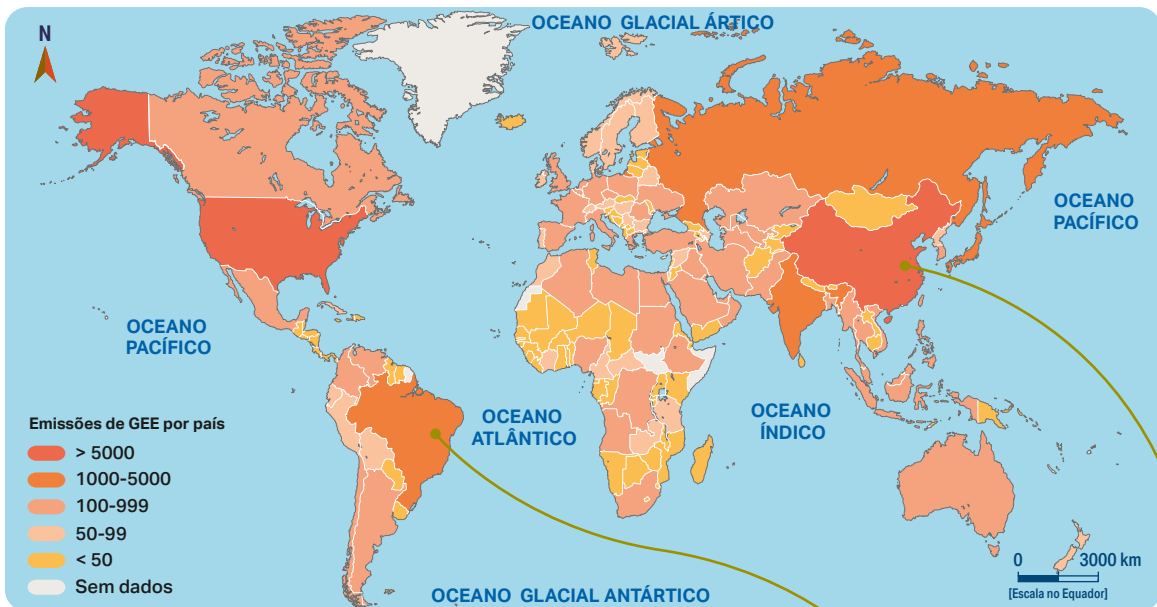 OCEANO GLACIAL ÁRTICO
N
OCEANO
PACÍFICO
OCEANO
PACÍFICO
OCEANO
ATLÂNTICO
OCEANO
ÍNDICO
Emissões de GEE por país
> 5000
1000-5000
100-999
50-99
< 50
Sem dados
0 3000 km
[Escala no Equador]
OCEANO GLACIAL ANTÁRTICO